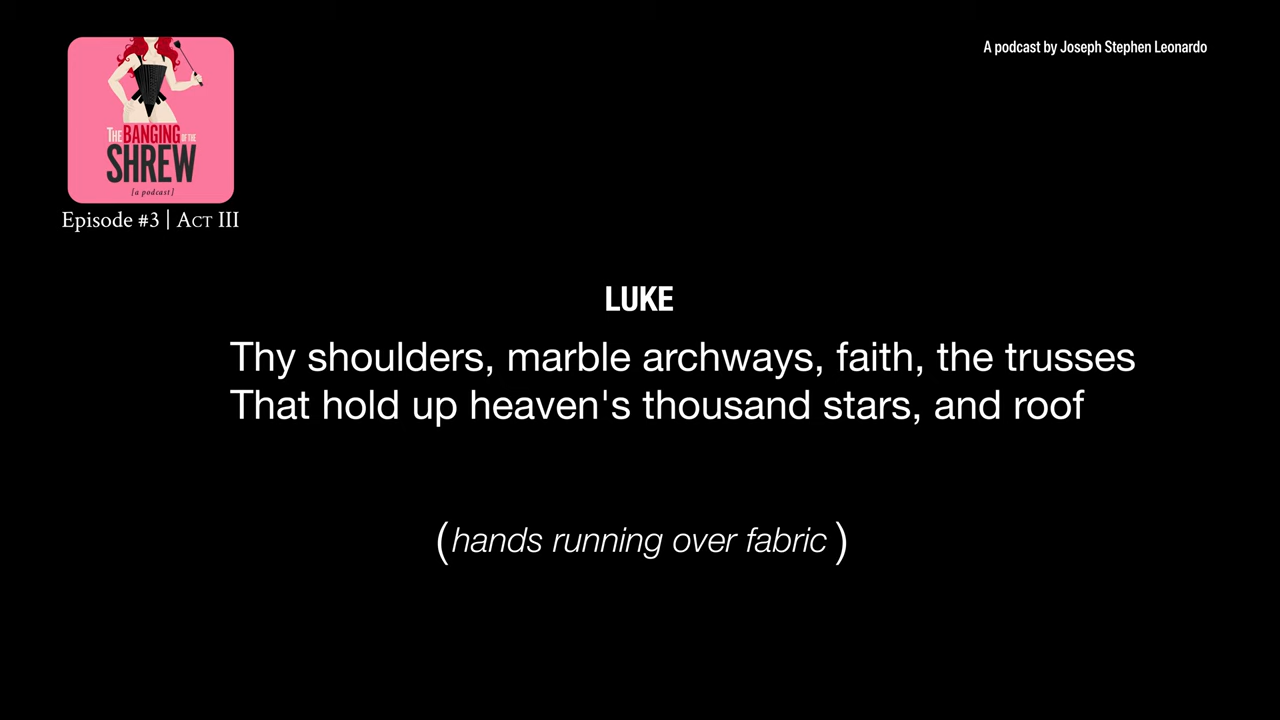 A podcast by Joseph Stephen Leonardo
THE BANGING OF THE
SHREW
[a podcast]
Episode #3 | ACT III
LUKE
Thy shoulders, marble archways, faith, the trusses
That hold up heaven's thousand stars, and roof
(hands running over fabric)